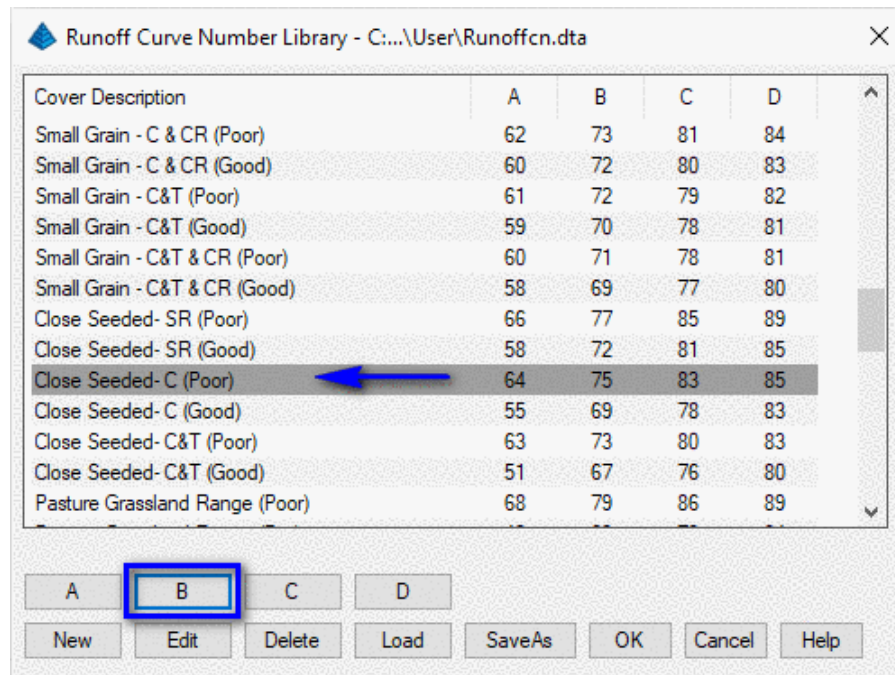 Runoff Curve Number Library - C:...\User\Runoffcn.dta
Cover Description A B C D
Small Grain - C & CR (Poor) 62 73 81 84
Small Grain - C & CR (Good) 60 72 80 83
Small Grain - C&T (Poor) 61 72 79 82
Small Grain - C&T (Good) 59 70 78 81
Small Grain - C&T & CR (Poor) 60 71 78 81
Small Grain - C&T & CR (Good) 58 69 77 80
Close Seeded- SR (Poor) 66 77 85 89
Close Seeded- SR (Good) 58 72 81 85
Close Seeded- C (Poor) 64 75 83 85
Close Seeded- C (Good) 55 69 78 83
Close Seeded- C&T (Poor) 63 73 80 83
Close Seeded- C&T (Good) 51 67 76 80
Pasture Grassland Range (Poor) 68 79 86 89
A B C D
New Edit Delete Load SaveAs OK Cancel Help